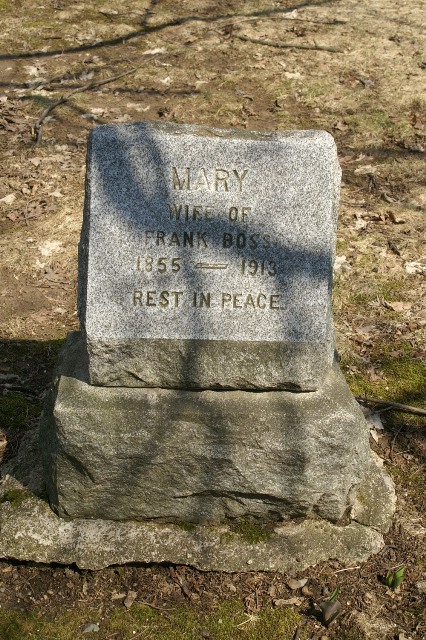 MARY
WIFE OF
FRANK BOSS
1855 — 1913
REST IN PEACE.